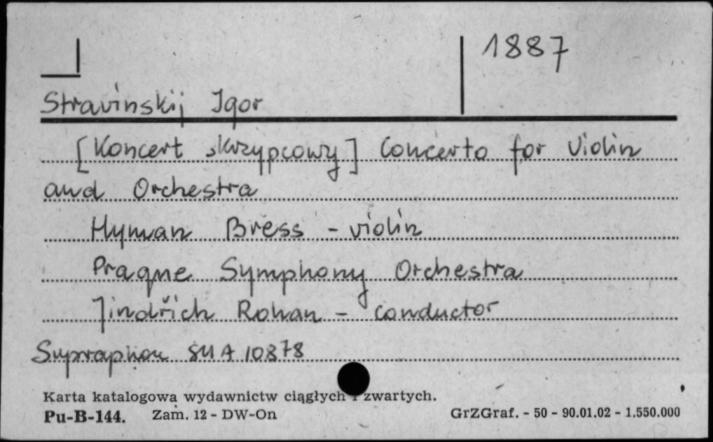 1887
Stravinskij Igor
[Koncert skrzypcowy] Concerto for Violin
and Orchestra
Hyman Bress - violin
Prague Symphony Orchestra
Jindřich Rohan - conductor
Supraphon SUA 10878
Karta katalogowa wydawnictw ciągłych i zwartych.
Pu-B-144. Zam. 12 - DW-On GrZGraf. - 50 - 90.01.02 - 1.550.000